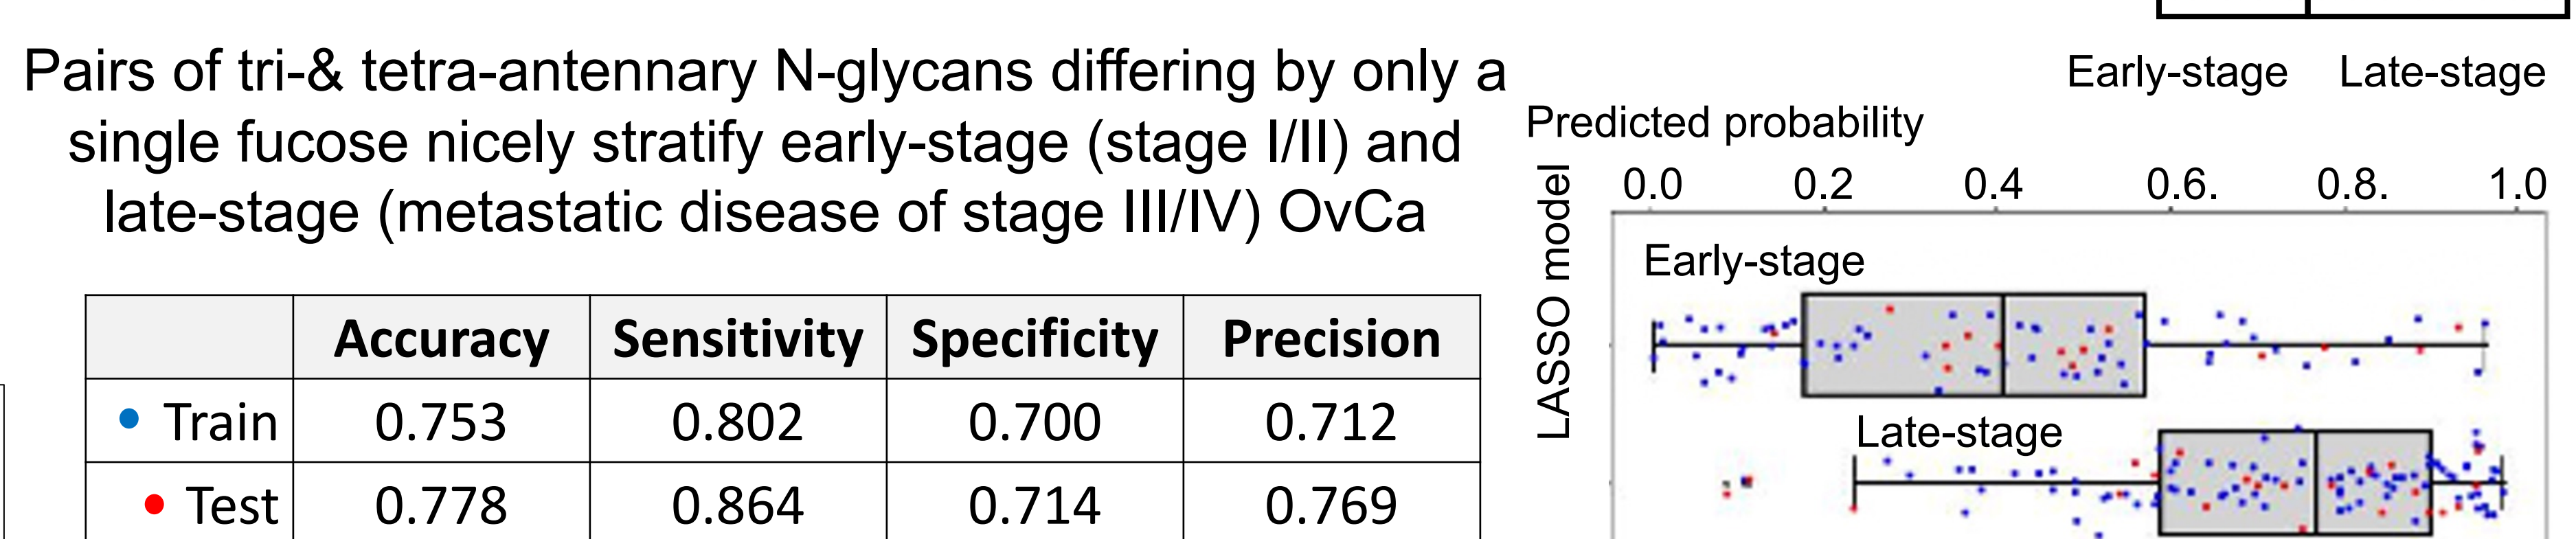 Pairs of tri-& tetra-antennary N-glycans differing by only a
single fucose nicely stratify early-stage (stage I/II) and
late-stage (metastatic disease of stage III/IV) OvCa
Accuracy Sensitivity Specificity Precision
Train 0.753 0.802 0.700 0.712
Test 0.778 0.864 0.714 0.769
Early-stage Late-stage
Predicted probability
0.0 0.2 0.4 0.6. 0.8. 1.0
LASSO model
Early-stage
Late-stage